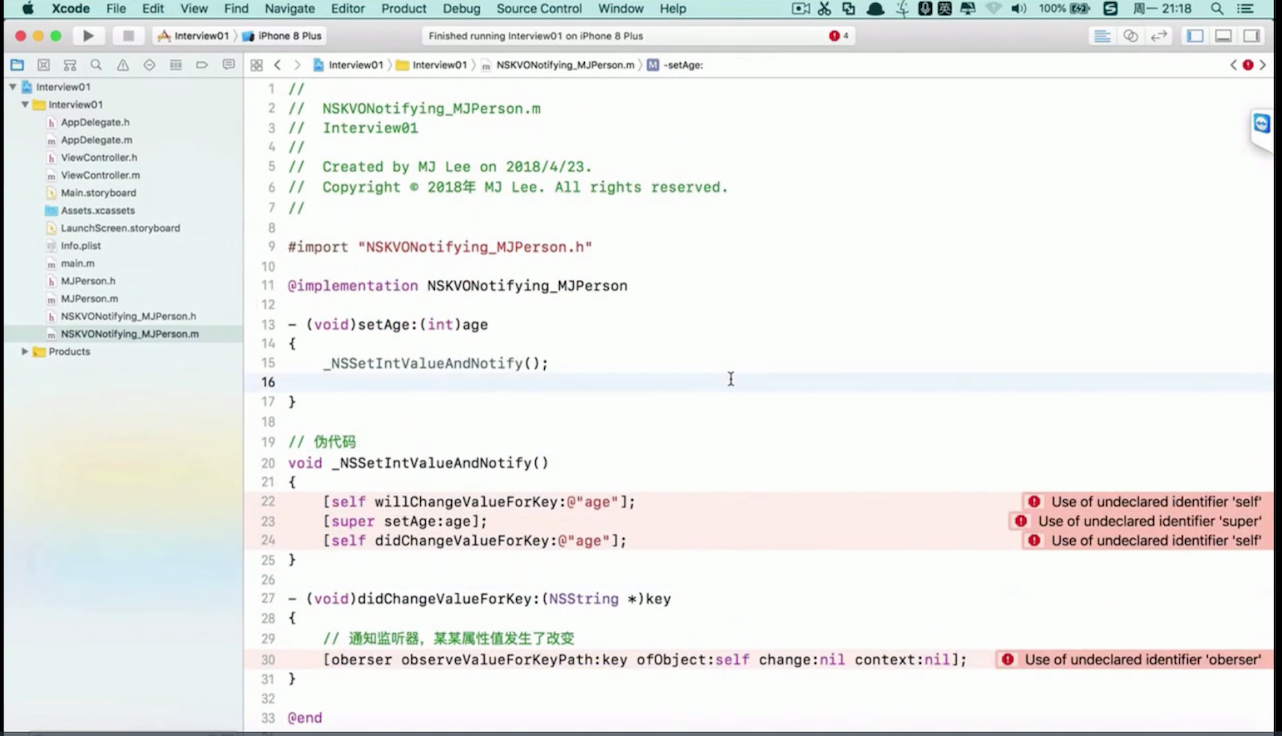 Xcode File Edit View Find Navigate Editor Product Debug Source Control Window Help 100% 周一 21:18
Interview01 iPhone 8 Plus Finished running Interview01 on iPhone 8 Plus 4
Interview01 Interview01 NSKVONotifying_MJPerson.m M -setAge:
Interview01
Interview01
AppDelegate.h
AppDelegate.m
ViewController.h
ViewController.m
Main.storyboard
Assets.xcassets
LaunchScreen.storyboard
Info.plist
main.m
MJPerson.h
MJPerson.m
NSKVONotifying_MJPerson.h
NSKVONotifying_MJPerson.m
Products
1 //
2 //  NSKVONotifying_MJPerson.m
3 //  Interview01
4 //
5 //  Created by MJ Lee on 2018/4/23.
6 //  Copyright © 2018年 MJ Lee. All rights reserved.
7 //
8
9 #import "NSKVONotifying_MJPerson.h"
10
11 @implementation NSKVONotifying_MJPerson
12
13 - (void)setAge:(int)age
14 {
15     _NSSetIntValueAndNotify();
16
17 }
18
19 // 伪代码
20 void _NSSetIntValueAndNotify()
21 {
22     [self willChangeValueForKey:@"age"]; Use of undeclared identifier 'self'
23     [super setAge:age]; Use of undeclared identifier 'super'
24     [self didChangeValueForKey:@"age"]; Use of undeclared identifier 'self'
25 }
26
27 - (void)didChangeValueForKey:(NSString *)key
28 {
29     // 通知监听器，某某属性值发生了改变
30     [oberser observeValueForKeyPath:key ofObject:self change:nil context:nil]; Use of undeclared identifier 'oberser'
31 }
32
33 @end